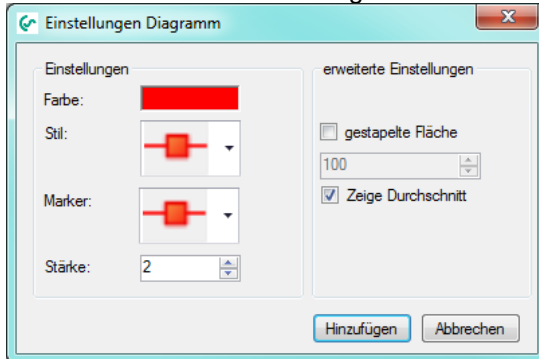 Einstellungen Diagramm
Einstellungen
Farbe:
Stil:
Marker:
Stärke:
2
erweiterte Einstellungen
gestapelte Fläche
100
Zeige Durchschnitt
Hinzufügen
Abbrechen